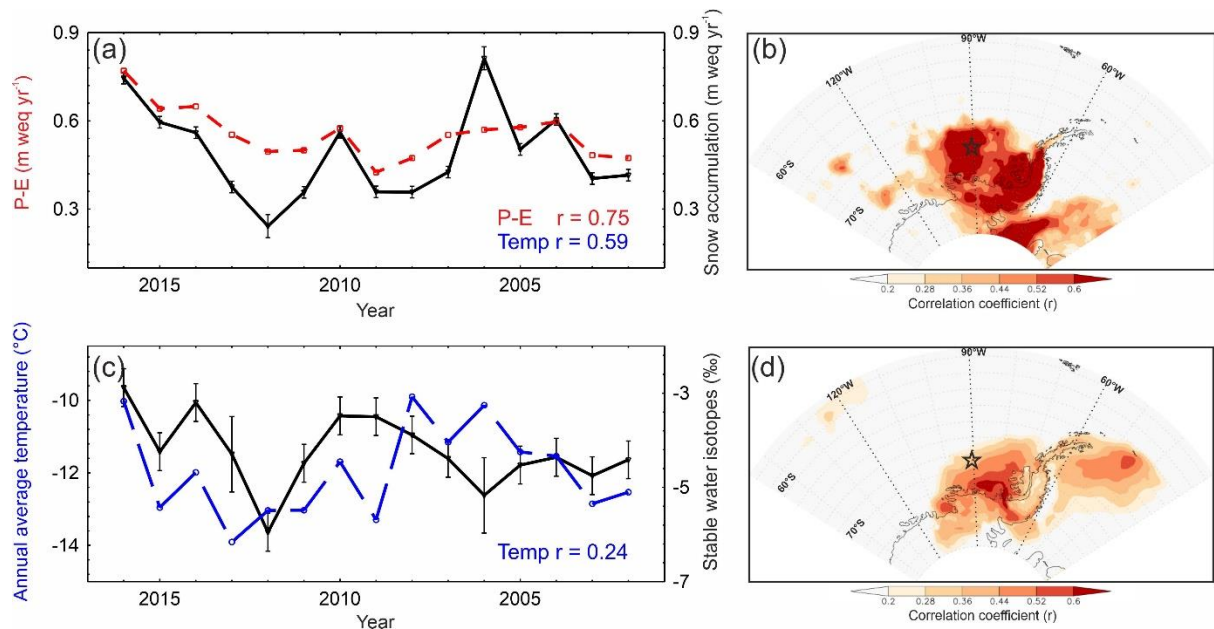 (a)
0.9
0.6
0.3
P-E (m weq yr⁻¹)
0.9
0.6
0.3
Snow accumulation (m weq yr⁻¹)
P-E r = 0.75
Temp r = 0.59
2015
2010
2005
Year
(b)
120°W
90°W
60°W
60°S
70°S
0.2
0.28
0.36
0.44
0.52
0.6
Correlation coefficient (r)
(c)
-10
-12
-14
Annual average temperature (°C)
-3
-5
-7
Stable water isotopes (‰)
Temp r = 0.24
2015
2010
2005
Year
(d)
120°W
90°W
60°W
60°S
70°S
0.2
0.28
0.36
0.44
0.52
0.6
Correlation coefficient (r)